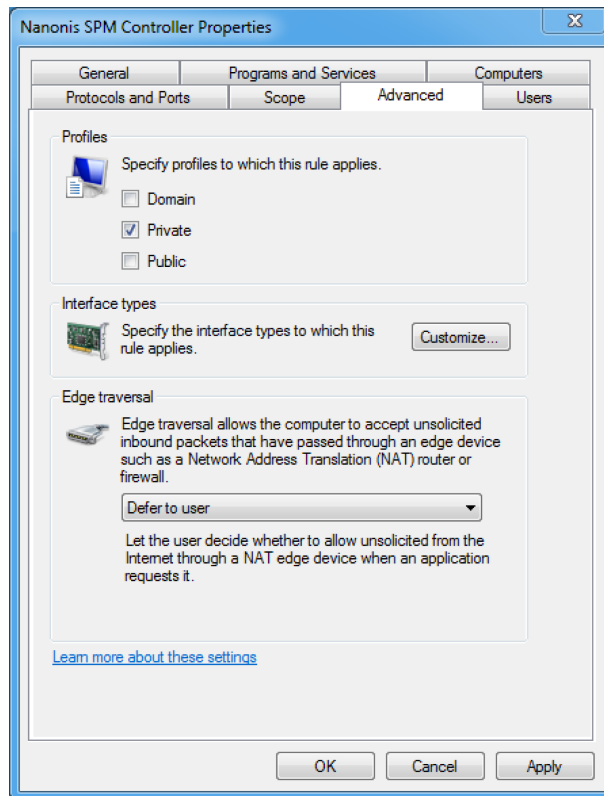 Nanonis SPM Controller Properties
General Programs and Services Computers
Protocols and Ports Scope Advanced Users
Profiles
Specify profiles to which this rule applies.
Domain
Private
Public
Interface types
Specify the interface types to which this
rule applies.
Customize...
Edge traversal
Edge traversal allows the computer to accept unsolicited
inbound packets that have passed through an edge device
such as a Network Address Translation (NAT) router or
firewall.
Defer to user
Let the user decide whether to allow unsolicited from the
Internet through a NAT edge device when an application
requests it.
Learn more about these settings
OK Cancel Apply